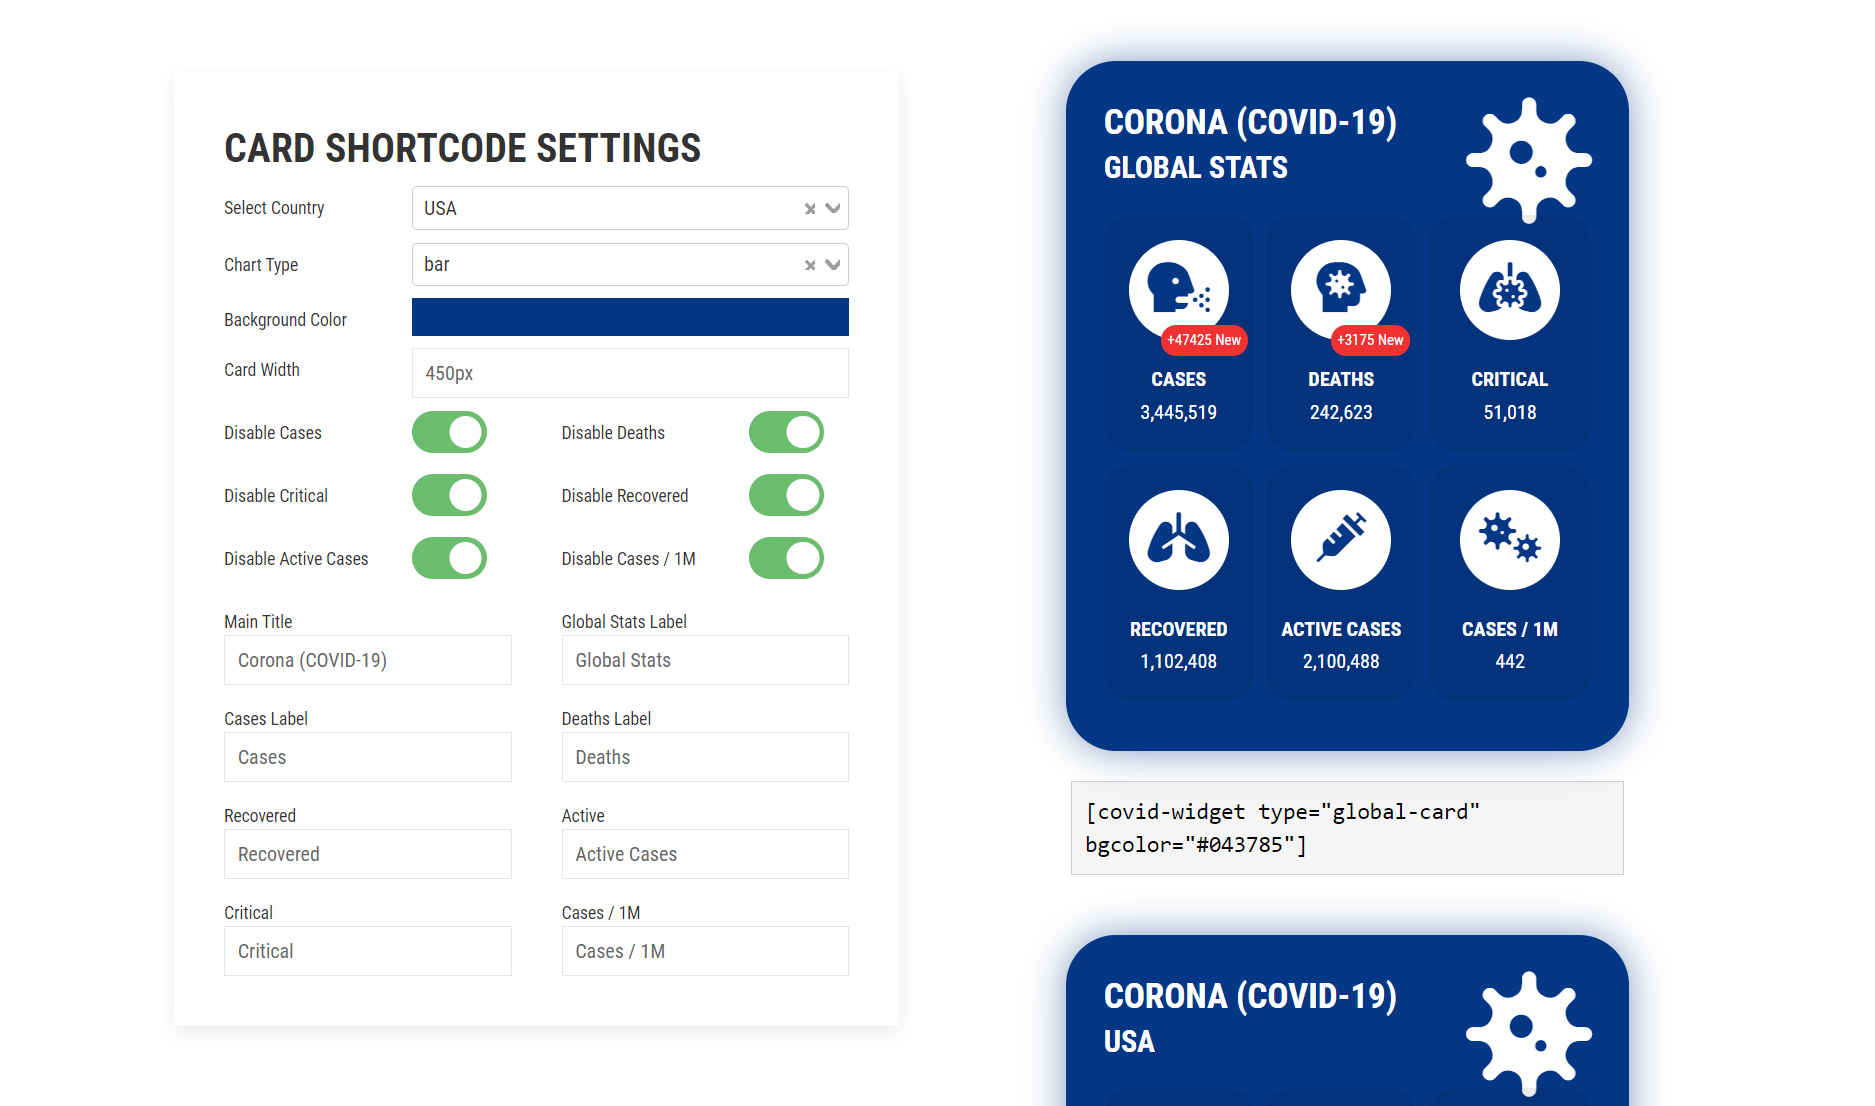 CARD SHORTCODE SETTINGS
Select Country
USA
Chart Type
bar
Background Color
Card Width
450px
Disable Cases
Disable Deaths
Disable Critical
Disable Recovered
Disable Active Cases
Disable Cases / 1M
Main Title
Global Stats Label
Corona (COVID-19)
Global Stats
Cases Label
Deaths Label
Cases
Deaths
Recovered
Active
Recovered
Active Cases
Critical
Cases / 1M
Critical
Cases / 1M
CORONA (COVID-19)
GLOBAL STATS
+47425 New
CASES
3,445,519
+3175 New
DEATHS
242,623
CRITICAL
51,018
RECOVERED
1,102,408
ACTIVE CASES
2,100,488
CASES / 1M
442
[covid-widget type="global-card"
bgcolor="#043785"]
CORONA (COVID-19)
USA